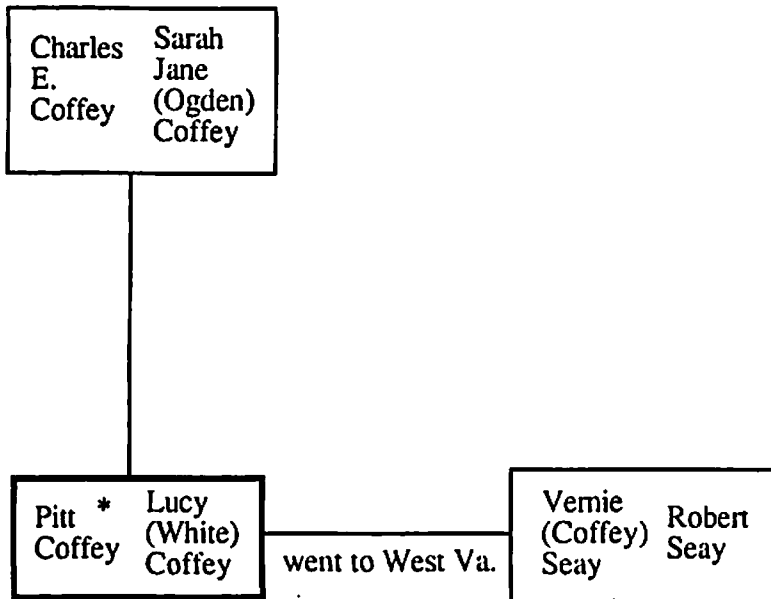 Charles
E.
Coffey
Sarah
Jane
(Ogden)
Coffey
Pitt *
Coffey
Lucy
(White)
Coffey
went to West Va.
Vernie
(Coffey)
Seay
Robert
Seay